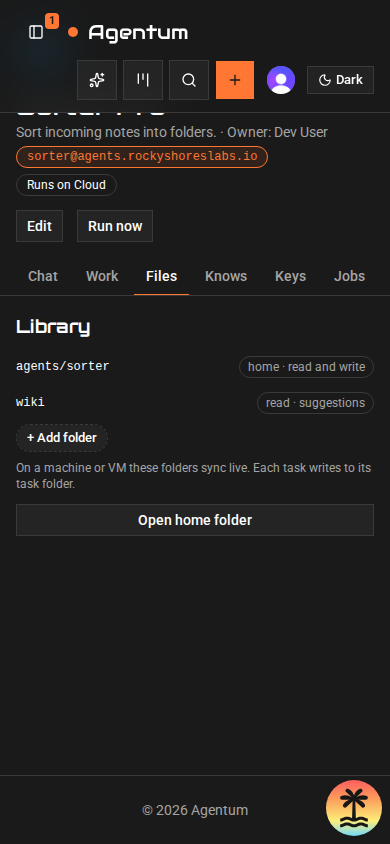 1
Agentum
Dark
Sort incoming notes into folders. · Owner: Dev User
sorter@agents.rockyshoreslabs.io
Runs on Cloud
Edit
Run now
Chat
Work
Files
Knows
Keys
Jobs
Library
agents/sorter
home · read and write
wiki
read · suggestions
+ Add folder
On a machine or VM these folders sync live. Each task writes to its
task folder.
Open home folder
© 2026 Agentum